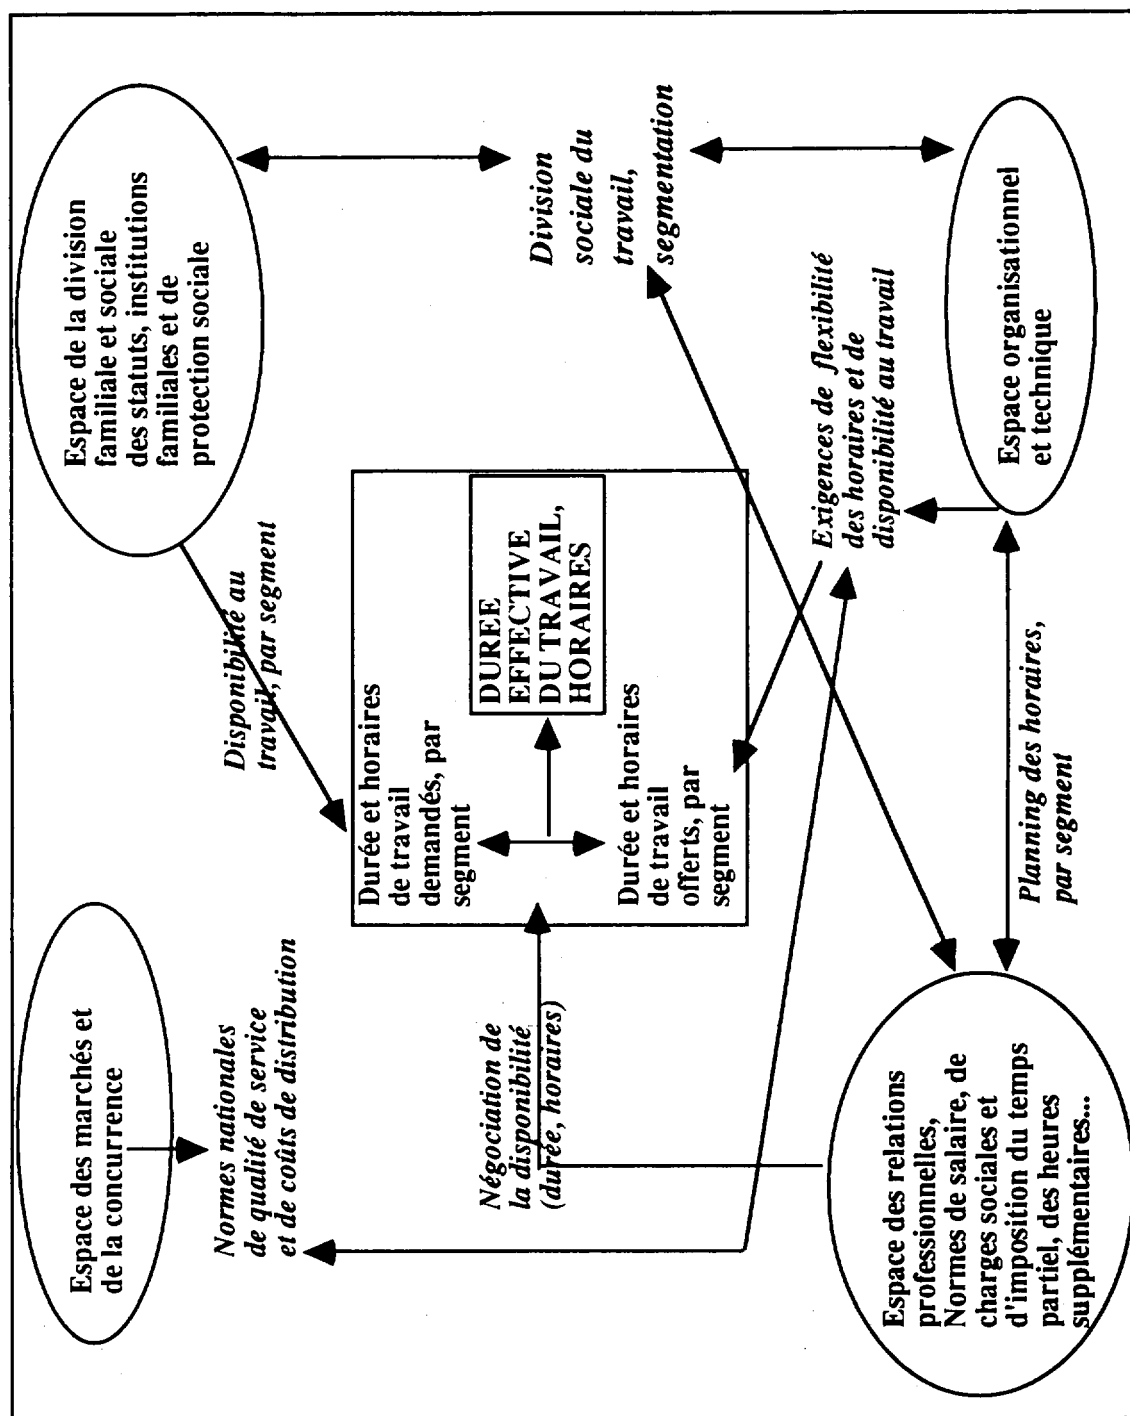 Espace des marchés et
de la concurrence
Normes nationales
de qualité de service
et de coûts de distribution
Espace de la division
familiale et sociale
des statuts, institutions
familiales et de
protection sociale
Disponibilité au
travail, par segment
Durée et horaires
de travail
demandés, par
segment
DUREE
EFFECTIVE
DU TRAVAIL,
HORAIRES
Durée et horaires
de travail
offerts, par
segment
Négociation de
la disponibilité
(durée, horaires)
Division
sociale du
travail,
segmentation
Exigences de flexibilité
des horaires et de
disponibilité au travail
Espace des relations
professionnelles,
Normes de salaire, de
charges sociales et
d'imposition du temps
partiel, des heures
supplémentaires...
Planning des horaires,
par segment
Espace organisationnel
et technique